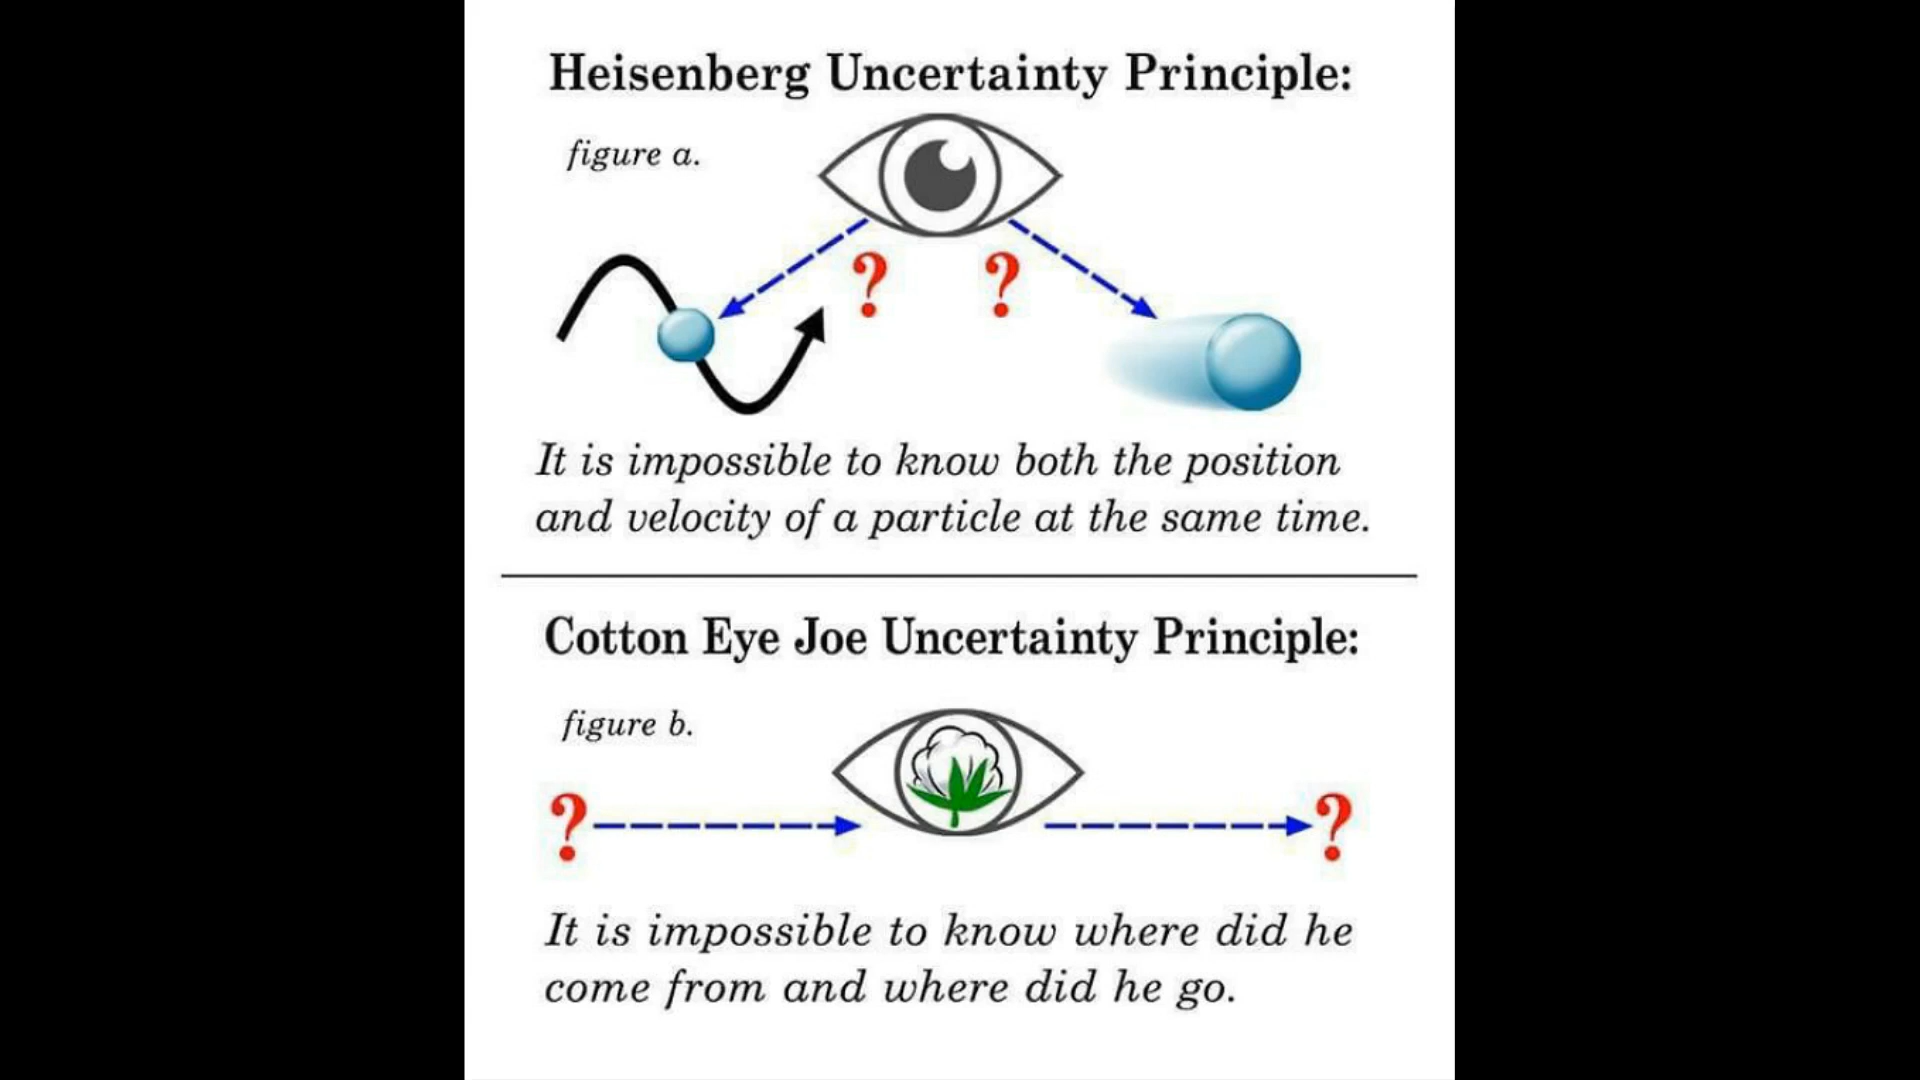 Heisenberg Uncertainty Principle:
figure a.
? ?
It is impossible to know both the position
and velocity of a particle at the same time.
Cotton Eye Joe Uncertainty Principle:
figure b.
? ?
It is impossible to know where did he
come from and where did he go.